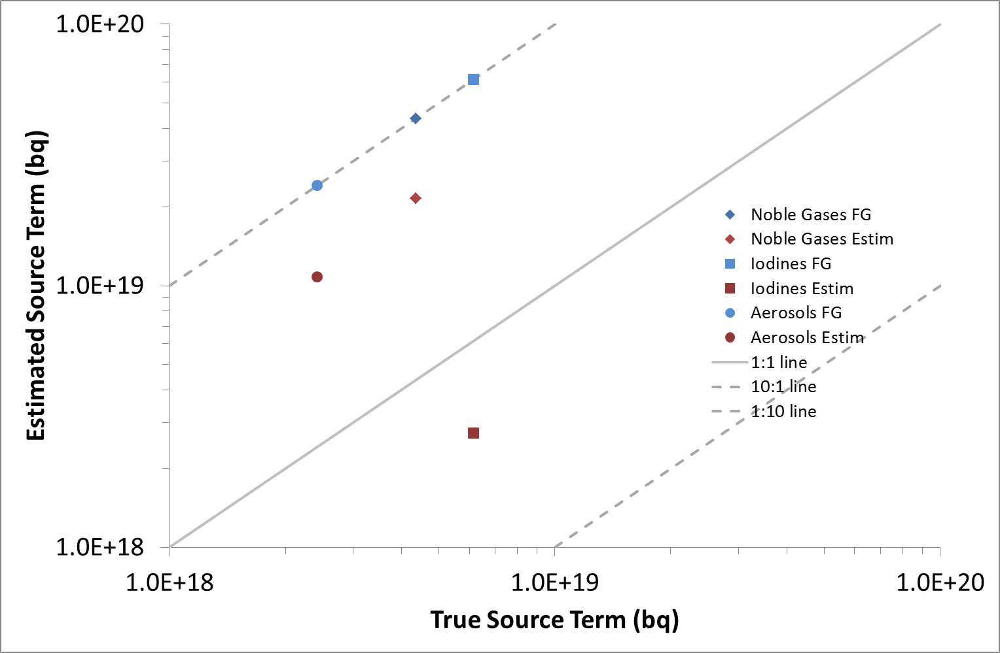 1.0E+20
1.0E+19
1.0E+18
Estimated Source Term (bq)
Noble Gases FG
Noble Gases Estim
Iodines FG
Iodines Estim
Aerosols FG
Aerosols Estim
1:1 line
10:1 line
1:10 line
1.0E+18
1.0E+19
1.0E+20
True Source Term (bq)